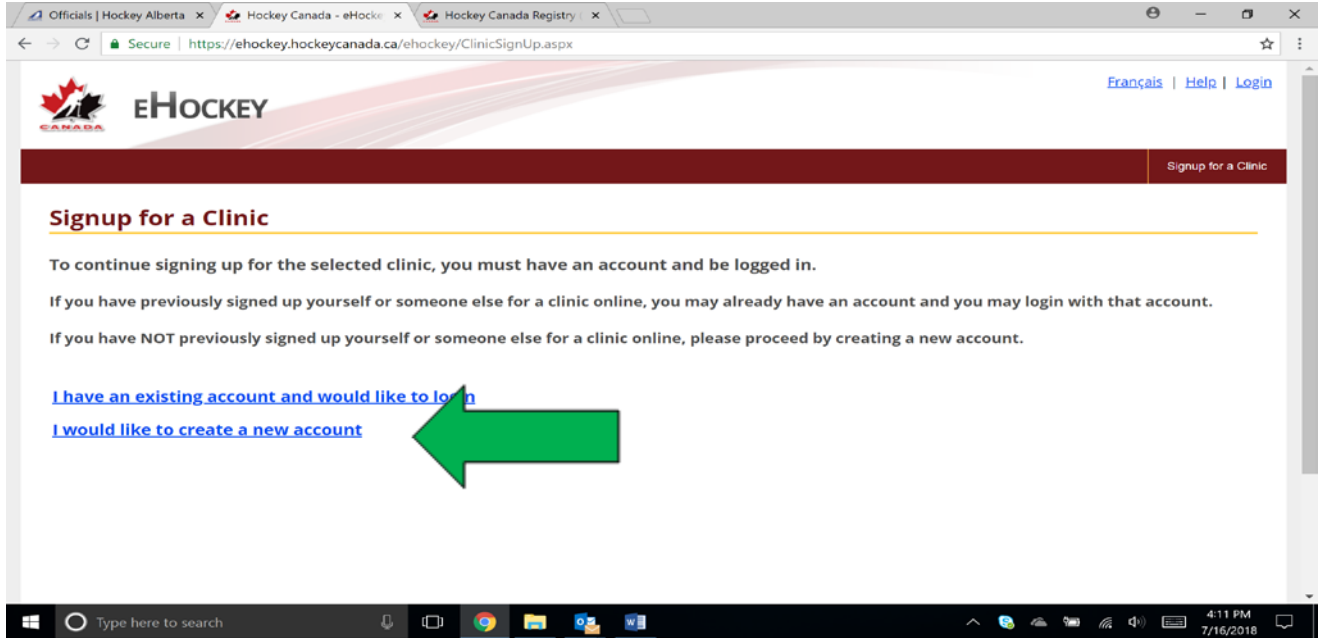 Officials | Hockey Alberta
Hockey Canada - eHocke
Hockey Canada Registry |
Secure | https://ehockey.hockeycanada.ca/ehockey/ClinicSignUp.aspx
Français | Help | Login
CANADA
EHOCKEY
Signup for a Clinic
Signup for a Clinic
To continue signing up for the selected clinic, you must have an account and be logged in.
If you have previously signed up yourself or someone else for a clinic online, you may already have an account and you may login with that account.
If you have NOT previously signed up yourself or someone else for a clinic online, please proceed by creating a new account.
I have an existing account and would like to login
I would like to create a new account
Type here to search
4:11 PM
7/16/2018